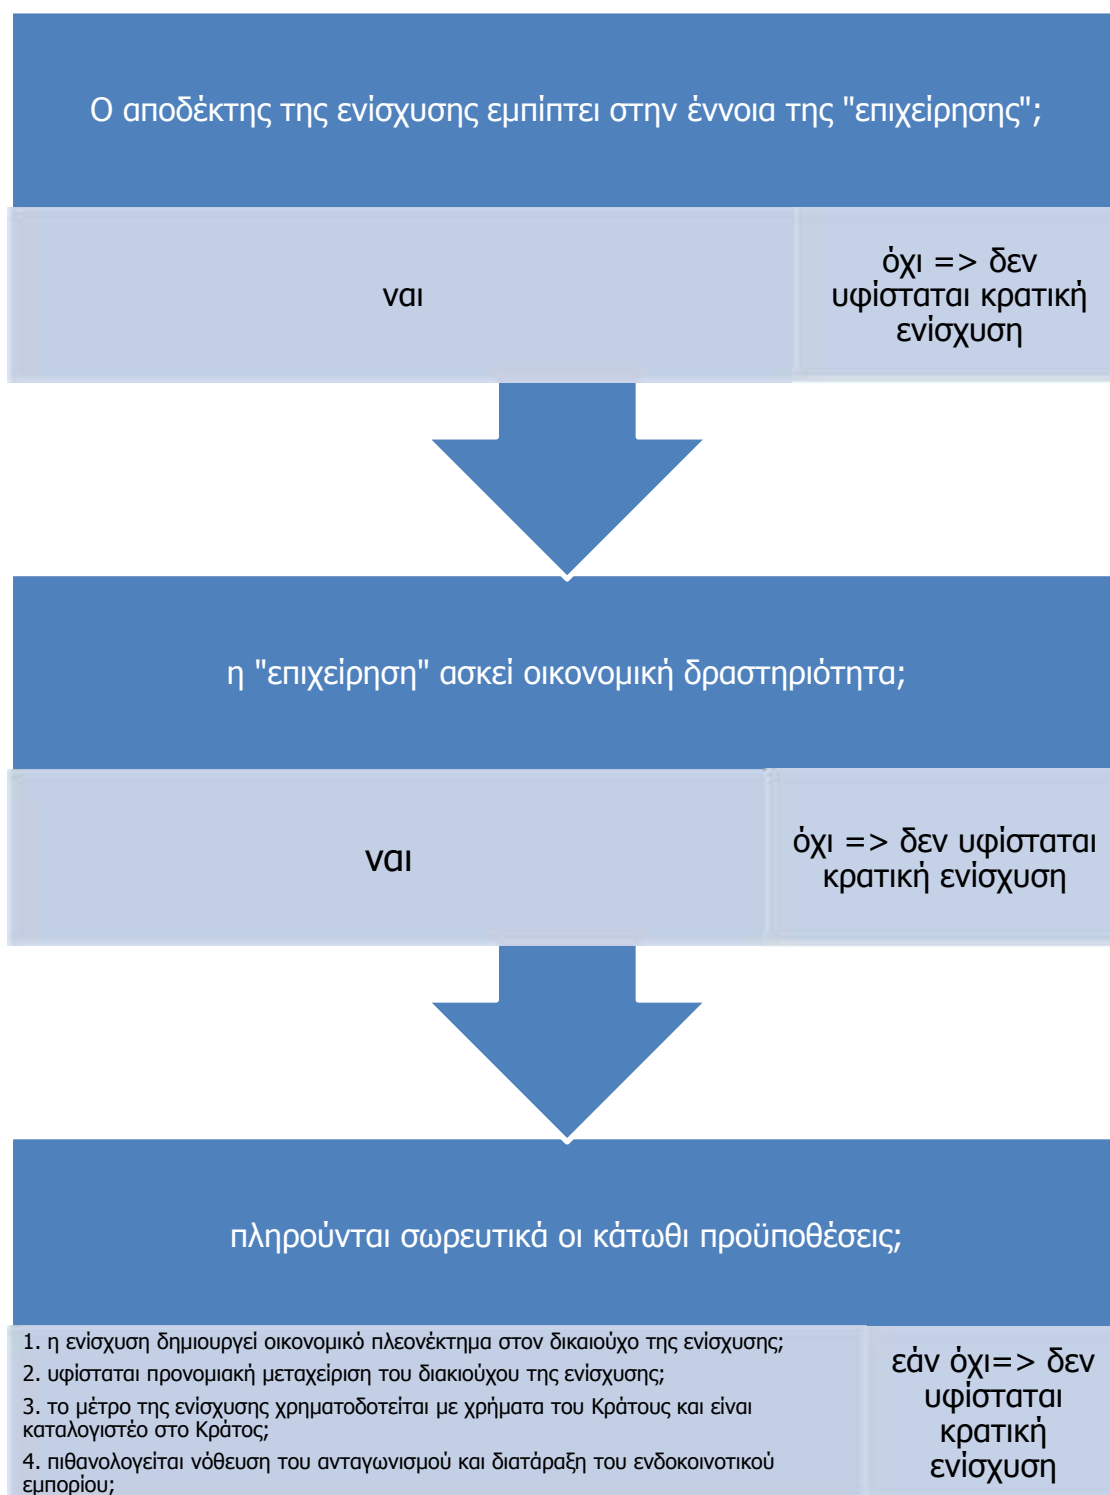 Ο αποδέκτης της ενίσχυσης εμπίπτει στην έννοια της "επιχείρησης";
ναι
όχι => δεν
υφίσταται κρατική
ενίσχυση
η "επιχείρηση" ασκεί οικονομική δραστηριότητα;
ναι
όχι => δεν υφίσταται
κρατική ενίσχυση
πληρούνται σωρευτικά οι κάτωθι προϋποθέσεις;
1. η ενίσχυση δημιουργεί οικονομικό πλεονέκτημα στον δικαιούχο της ενίσχυσης;
2. υφίσταται προνομιακή μεταχείριση του διακιούχου της ενίσχυσης;
3. το μέτρο της ενίσχυσης χρηματοδοτείται με χρήματα του Κράτους και είναι
καταλογιστέο στο Κράτος;
4. πιθανολογείται νόθευση του ανταγωνισμού και διατάραξη του ενδοκοινοτικού
εμπορίου;
εάν όχι=> δεν
υφίσταται
κρατική
ενίσχυση